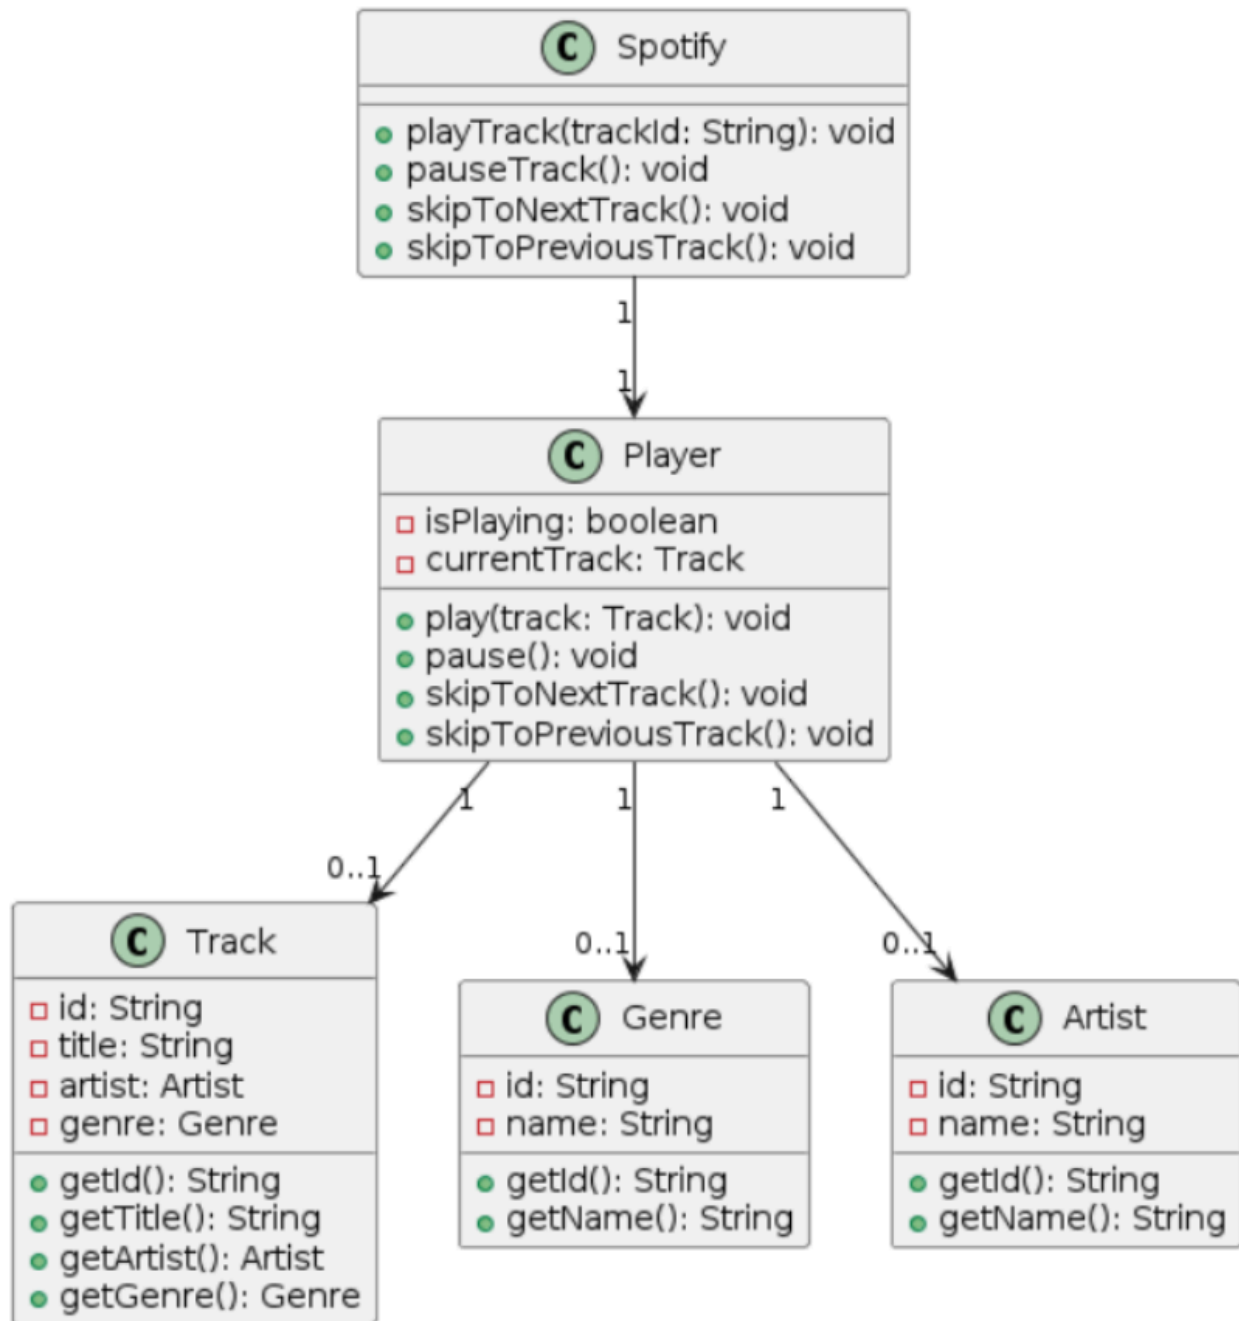 C Spotify
playTrack(trackId: String): void
pauseTrack(): void
skipToNextTrack(): void
skipToPreviousTrack(): void
1
1
C Player
isPlaying: boolean
currentTrack: Track
play(track: Track): void
pause(): void
skipToNextTrack(): void
skipToPreviousTrack(): void
1
1
1
0..1
0..1
0..1
C Track
id: String
title: String
artist: Artist
genre: Genre
getId(): String
getTitle(): String
getArtist(): Artist
getGenre(): Genre
C Genre
id: String
name: String
getId(): String
getName(): String
C Artist
id: String
name: String
getId(): String
getName(): String